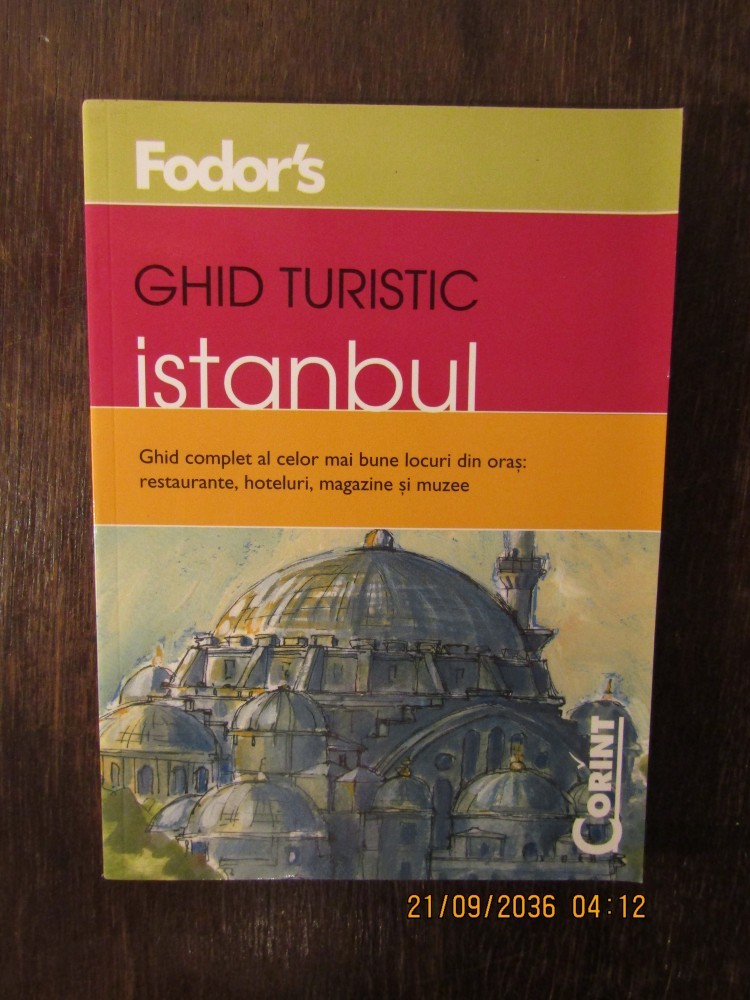 Fodor's
GHID TURISTIC
istanbul
Ghid complet al celor mai bune locuri din oraș:
restaurante, hoteluri, magazine și muzee
CORINT
21/09/2036 04:12